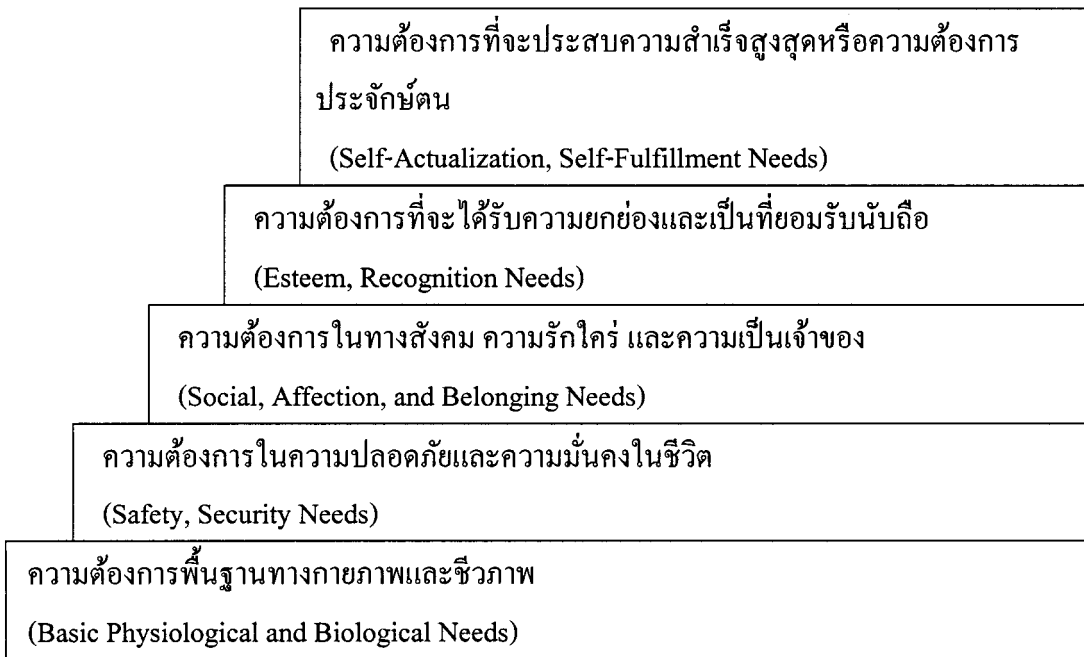 ความต้องการที่จะประสบความสำเร็จสูงสุดหรือความต้องการ
ประจักษ์ตน
(Self-Actualization, Self-Fulfillment Needs)
ความต้องการที่จะได้รับความยกย่องและเป็นที่ยอมรับนับถือ
(Esteem, Recognition Needs)
ความต้องการในทางสังคม ความรักใคร่ และความเป็นเจ้าของ
(Social, Affection, and Belonging Needs)
ความต้องการในความปลอดภัยและความมั่นคงในชีวิต
(Safety, Security Needs)
ความต้องการพื้นฐานทางกายภาพและชีวภาพ
(Basic Physiological and Biological Needs)